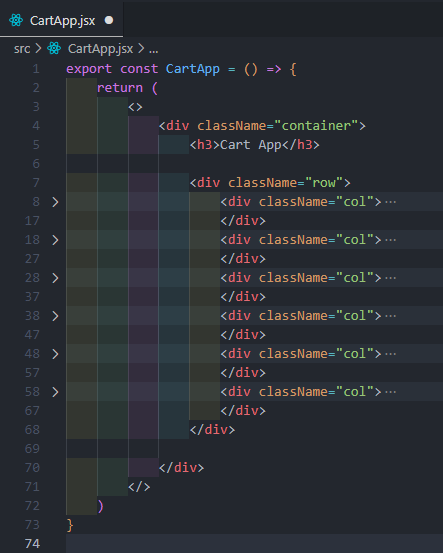 CartApp.jsx
src > CartApp.jsx > ...
1 export const CartApp = () => {
2 return (
3 <>
4 <div className="container">
5 <h3>Cart App</h3>
6
7 <div className="row">
8 <div className="col">...
17 </div>
18 <div className="col">...
27 </div>
28 <div className="col">...
37 </div>
38 <div className="col">...
47 </div>
48 <div className="col">...
57 </div>
58 <div className="col">...
67 </div>
68 </div>
69
70 </div>
71 </>
72 )
73 }
74